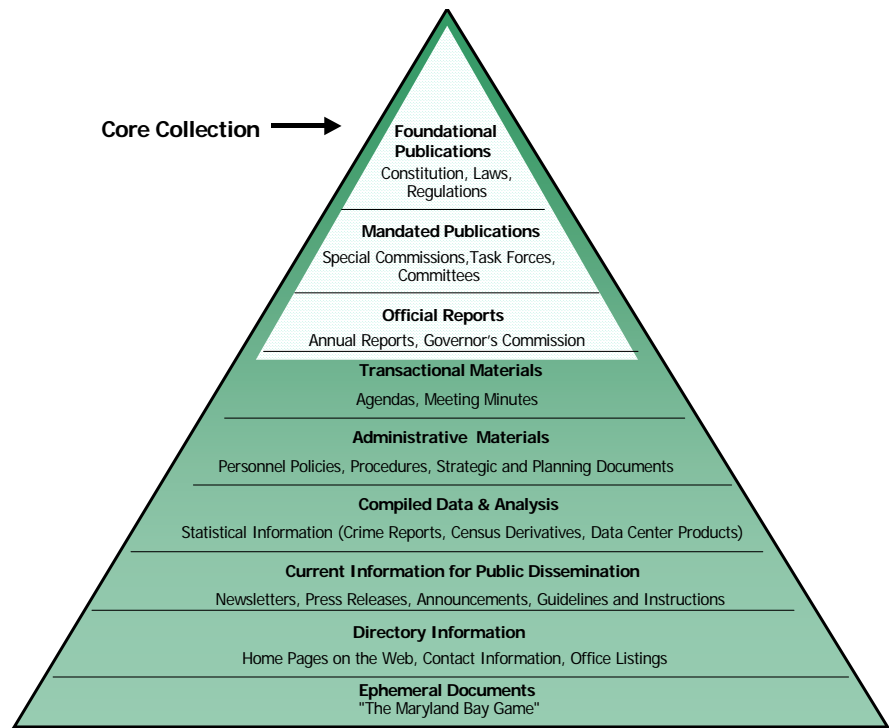 Core Collection
Foundational
Publications
Constitution, Laws,
Regulations
Mandated Publications
Special Commissions,Task Forces,
Committees
Official Reports
Annual Reports, Governor's Commission
Transactional Materials
Agendas, Meeting Minutes
Administrative Materials
Personnel Policies, Procedures, Strategic and Planning Documents
Compiled Data & Analysis
Statistical Information (Crime Reports, Census Derivatives, Data Center Products)
Current Information for Public Dissemination
Newsletters, Press Releases, Announcements, Guidelines and Instructions
Directory Information
Home Pages on the Web, Contact Information, Office Listings
Ephemeral Documents
"The Maryland Bay Game"